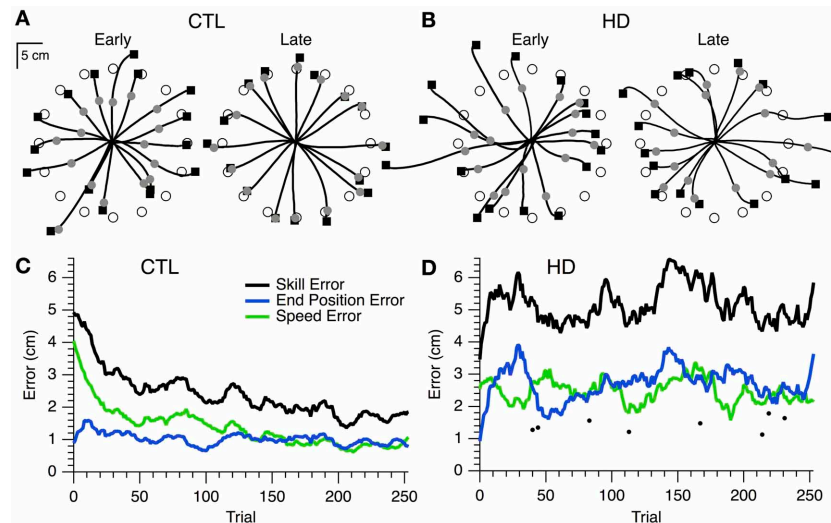 A CTL
Early Late
5 cm
B HD
Early Late
C CTL
Skill Error
End Position Error
Speed Error
Error (cm)
6
5
4
3
2
1
0
0 50 100 150 200 250
Trial
D HD
Error (cm)
6
5
4
3
2
1
0
0 50 100 150 200 250
Trial